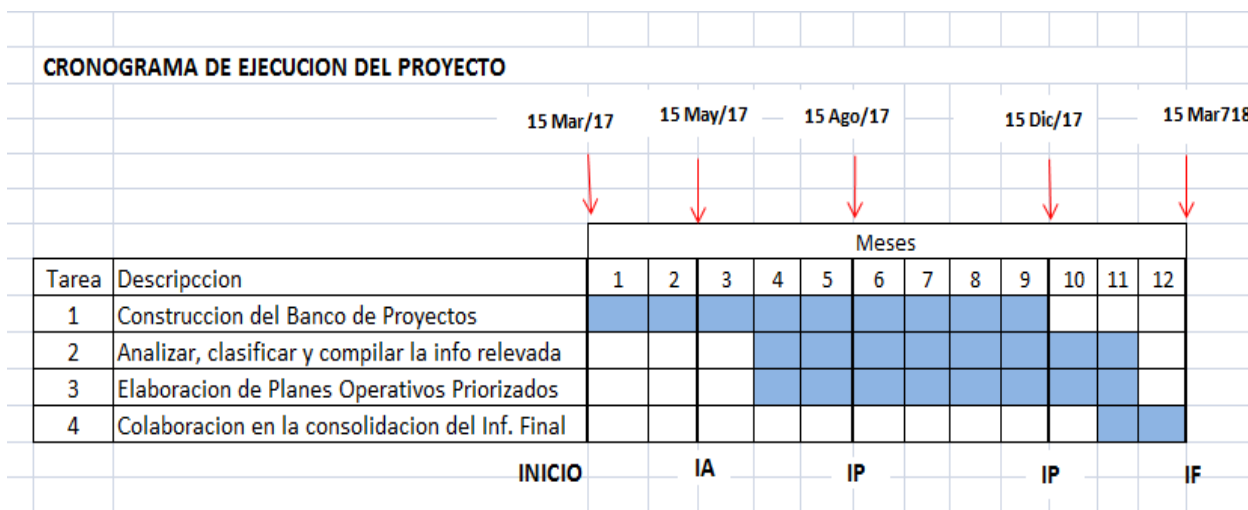 CRONOGRAMA DE EJECUCION DEL PROYECTO
15 Mar/17 15 May/17 15 Ago/17 15 Dic/17 15 Mar718
Meses
Tarea Descripccion 1 2 3 4 5 6 7 8 9 10 11 12
1 Construccion del Banco de Proyectos
2 Analizar, clasificar y compilar la info relevada
3 Elaboracion de Planes Operativos Priorizados
4 Colaboracion en la consolidacion del Inf. Final
INICIO IA IP IP IF